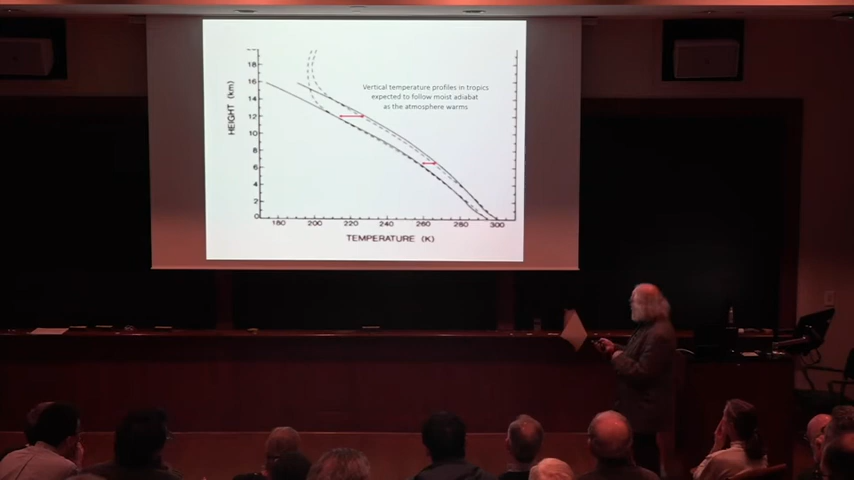 Vertical temperature profiles in tropics
expected to follow moist adiabat
as the atmosphere warms
HEIGHT (km)
18
16
14
12
10
8
6
4
2
0
180 200 220 240 260 280 300
TEMPERATURE (K)